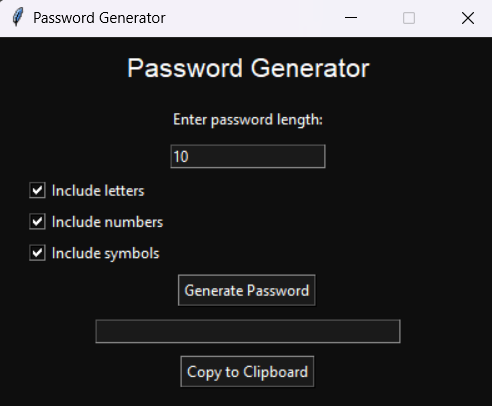 Password Generator
Password Generator
Enter password length:
10
Include letters
Include numbers
Include symbols
Generate Password
Copy to Clipboard